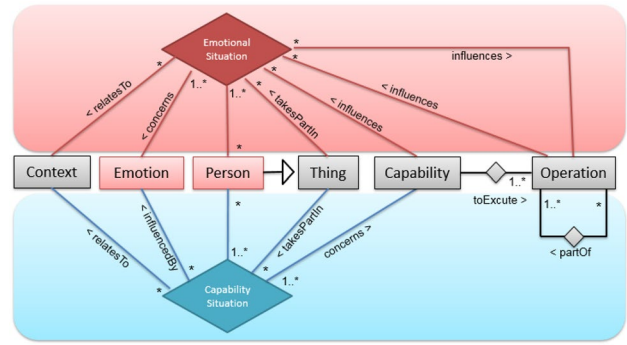 Emotional
Situation
*
*
*
*
*
1..*
1..*
*
influences >
< relatesTo
< concerns
< takesPartIn
< influences
< influences
*
Context
Emotion
Person
Thing
Capability
Operation
1..*
toExcute >
1..*
*
< partOf
< relatesTo
< influencedBy
*
1..*
< takesPartIn
concerns >
*
*
*
1..*
Capability
Situation